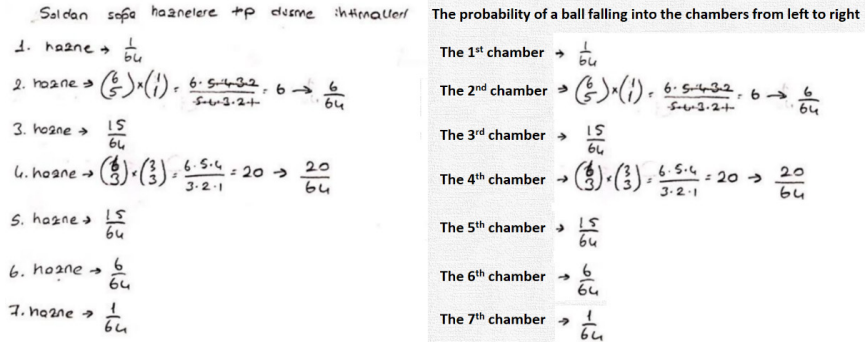 Soldan sağa haznelere top düşme ihtimalleri
1. hazne → 1/64
2. hazne → (6 5) × (1 1) = 6·5·4·3·2 / 5·4·3·2·1 = 6 → 6/64
3. hazne → 15/64
4. hazne → (6 3) · (3 3) = 6·5·4 / 3·2·1 = 20 → 20/64
5. hazne → 15/64
6. hazne → 6/64
7. hazne → 1/64
The probability of a ball falling into the chambers from left to right
The 1st chamber → 1/64
The 2nd chamber → (6 5) × (1 1) = 6·5·4·3·2 / 5·4·3·2·1 = 6 → 6/64
The 3rd chamber → 15/64
The 4th chamber → (6 3) · (3 3) = 6·5·4 / 3·2·1 = 20 → 20/64
The 5th chamber → 15/64
The 6th chamber → 6/64
The 7th chamber → 1/64